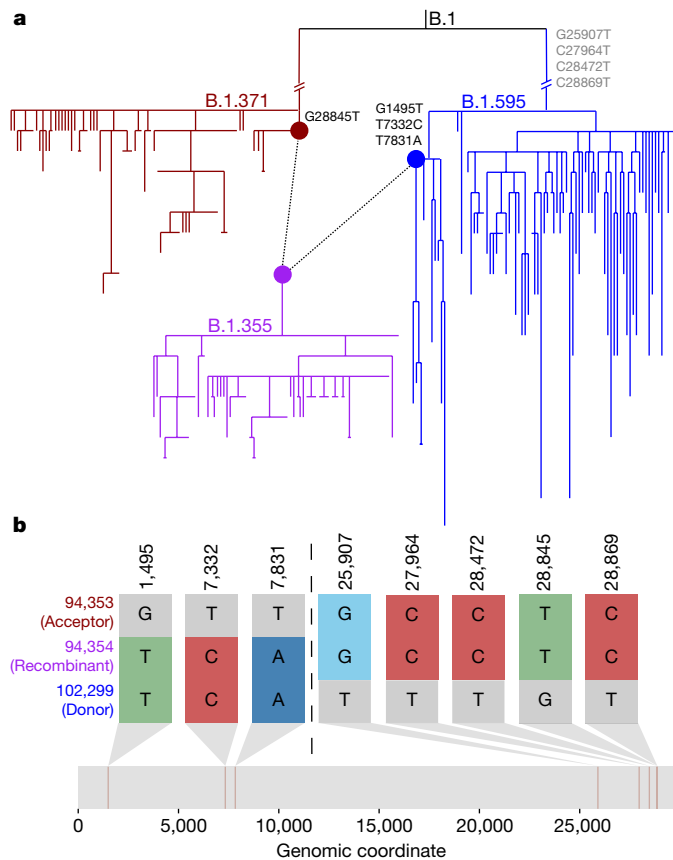 a
B.1
G25907T
C27964T
C28472T
C28869T
B.1.371
G28845T
G1495T
T7332C
T7831A
B.1.595
B.1.355
b
1,495
7,332
7,831
25,907
27,964
28,472
28,845
28,869
94,353
(Acceptor)
G T T G C C T C
94,354
(Recombinant)
T C A G C C T C
102,299
(Donor)
T C A T T T G T
0 5,000 10,000 15,000 20,000 25,000
Genomic coordinate